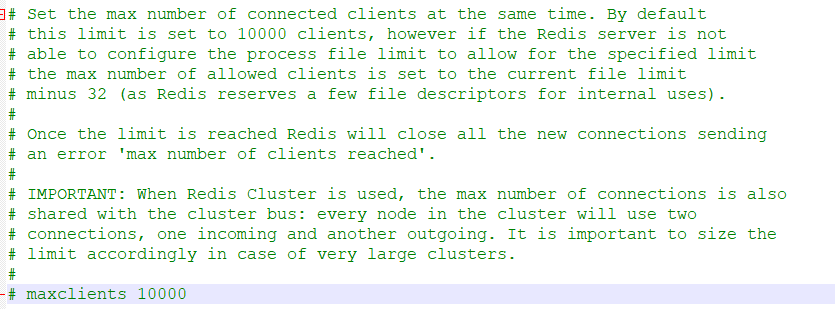 # Set the max number of connected clients at the same time. By default
# this limit is set to 10000 clients, however if the Redis server is not
# able to configure the process file limit to allow for the specified limit
# the max number of allowed clients is set to the current file limit
# minus 32 (as Redis reserves a few file descriptors for internal uses).
#
# Once the limit is reached Redis will close all the new connections sending
# an error 'max number of clients reached'.
#
# IMPORTANT: When Redis Cluster is used, the max number of connections is also
# shared with the cluster bus: every node in the cluster will use two
# connections, one incoming and another outgoing. It is important to size the
# limit accordingly in case of very large clusters.
#
# maxclients 10000